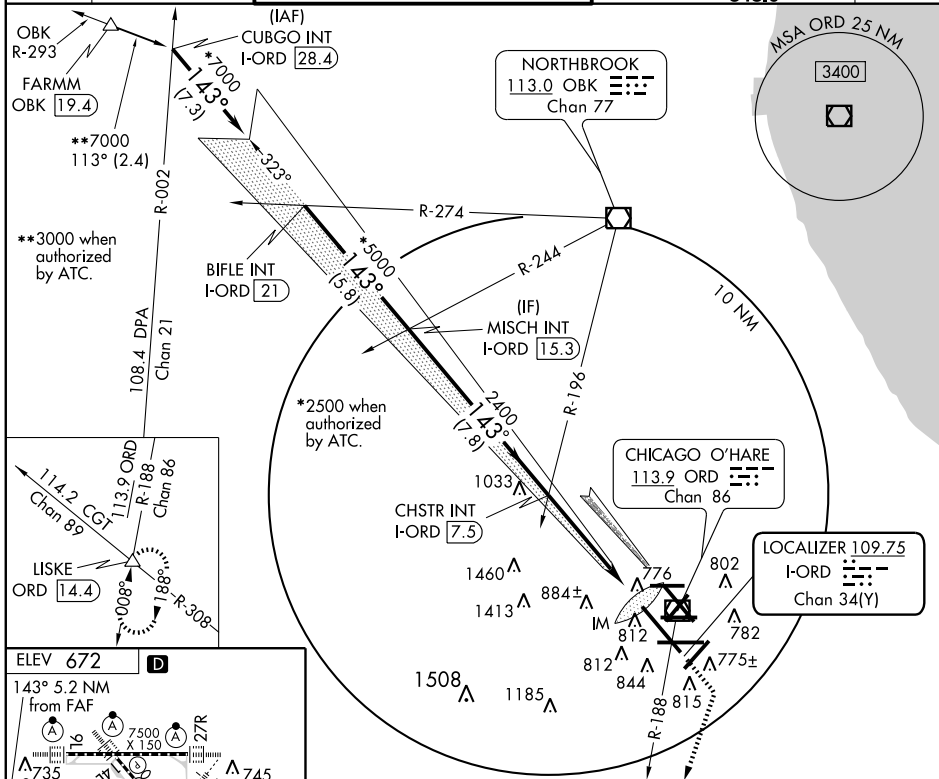 OBK
R-293
FARMM
OBK 19.4
**7000
113° (2.4)
(IAF)
CUBGO INT
I-ORD 28.4
*7000
143°
(7.3)
323°
NORTHBROOK
113.0 OBK
Chan 77
MSA ORD 25 NM
3400
R-002
R-274
**3000 when
authorized
by ATC.
BIFLE INT
I-ORD 21
*5000
143°
(5.8)
R-244
10 NM
(IF)
MISCH INT
I-ORD 15.3
108.4 DPA
Chan 21
R-196
*2500 when
authorized
by ATC.
2400
143°
(7.8)
113.9 ORD
R-188
Chan 86
114.2 CGT
Chan 89
1033
CHSTR INT
I-ORD 7.5
CHICAGO O'HARE
113.9 ORD
Chan 86
LOCALIZER 109.75
I-ORD
Chan 34(Y)
LISKE
ORD 14.4
008°
188°
R-308
1460
1413
884±
776
802
IM
812
782
812
844
775±
815
1508
1185
R-188
ELEV 672 D
143° 5.2 NM
from FAF
A
A
A
7500
X 150
27R
9L
P
735
745